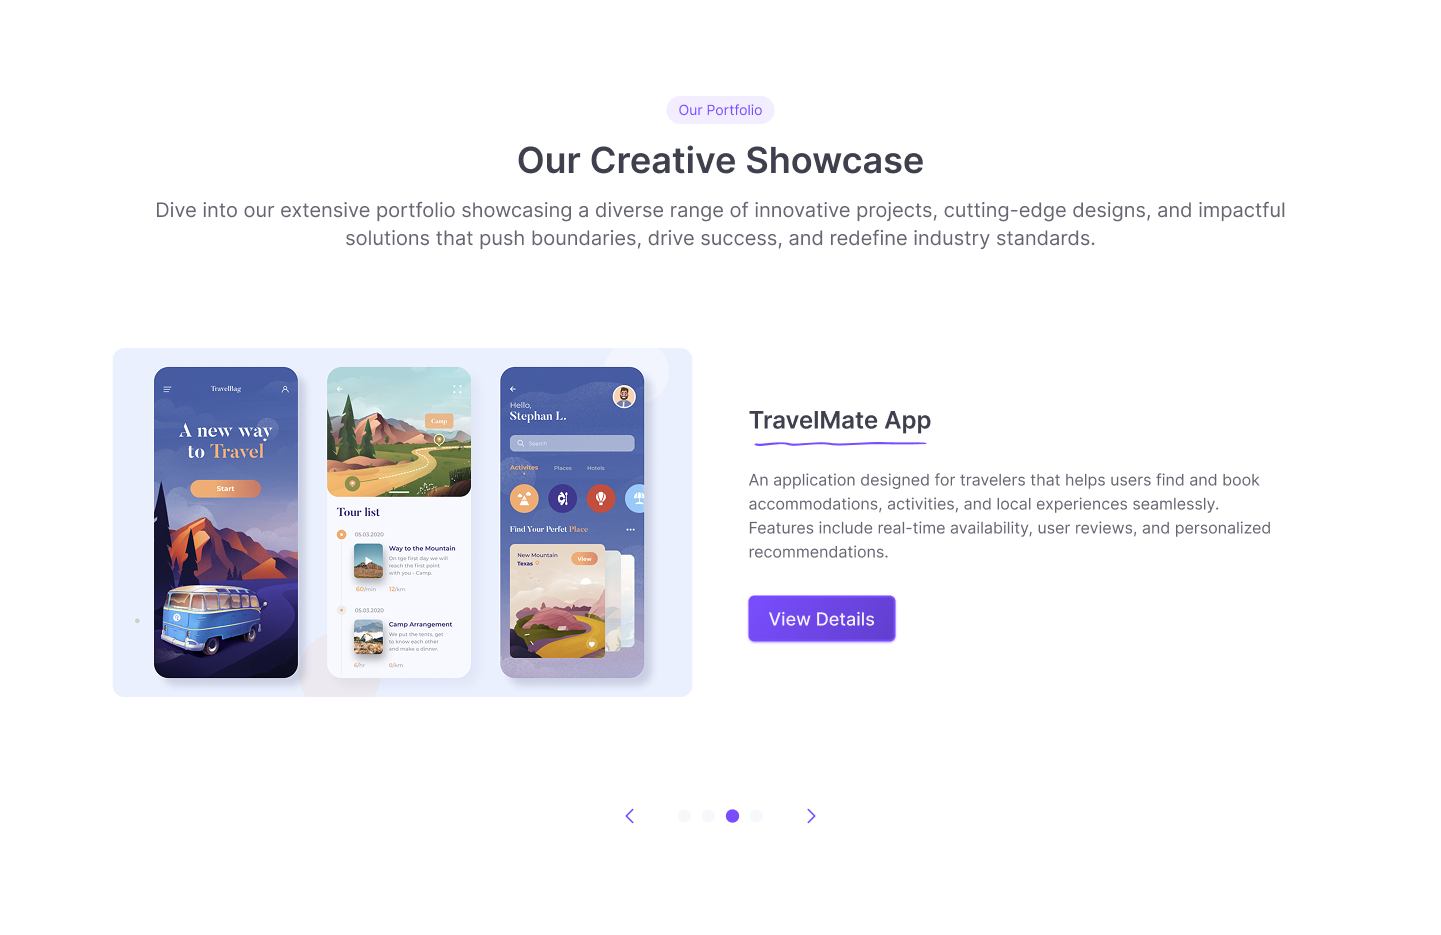 Our Portfolio
Our Creative Showcase
Dive into our extensive portfolio showcasing a diverse range of innovative projects, cutting-edge designs, and impactful
solutions that push boundaries, drive success, and redefine industry standards.
TravelBag
A new way
to Travel
Start
Camp
Tour list
05.03.2020
Way to the Mountain
On tge first day we will
reach the first point
with you - Camp.
60/min 12/km
05.03.2020
Camp Arrangement
We put the tents, get
to know each other
and make a dinner.
6/hr 0/km
Hello,
Stephan L.
Search
Activites Places Hotels
Find Your Perfet Place
New Mountain
Texas
View
TravelMate App
An application designed for travelers that helps users find and book
accommodations, activities, and local experiences seamlessly.
Features include real-time availability, user reviews, and personalized
recommendations.
View Details